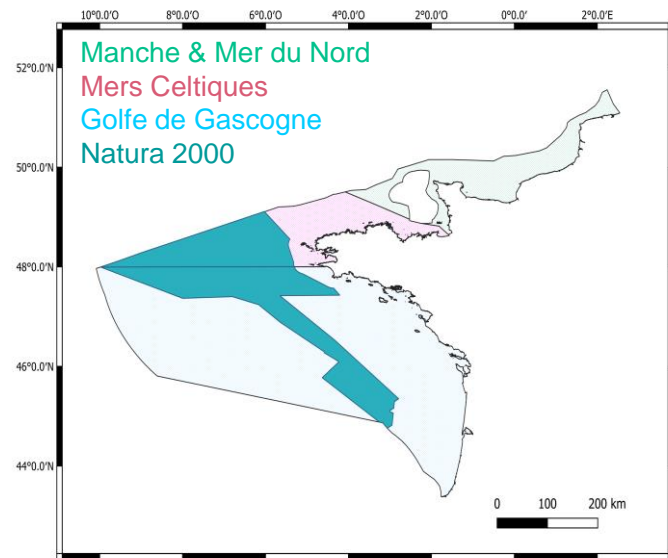 10°0.0'O 8°0.0'O 6°0.0'O 4°0.0'O 2°0.0'O 0°0.0'O 2°0.0'E
52°0.0'N
Manche & Mer du Nord
Mers Celtiques
Golfe de Gascogne
Natura 2000
50°0.0'N
48°0.0'N
46°0.0'N
44°0.0'N
0 100 200 km